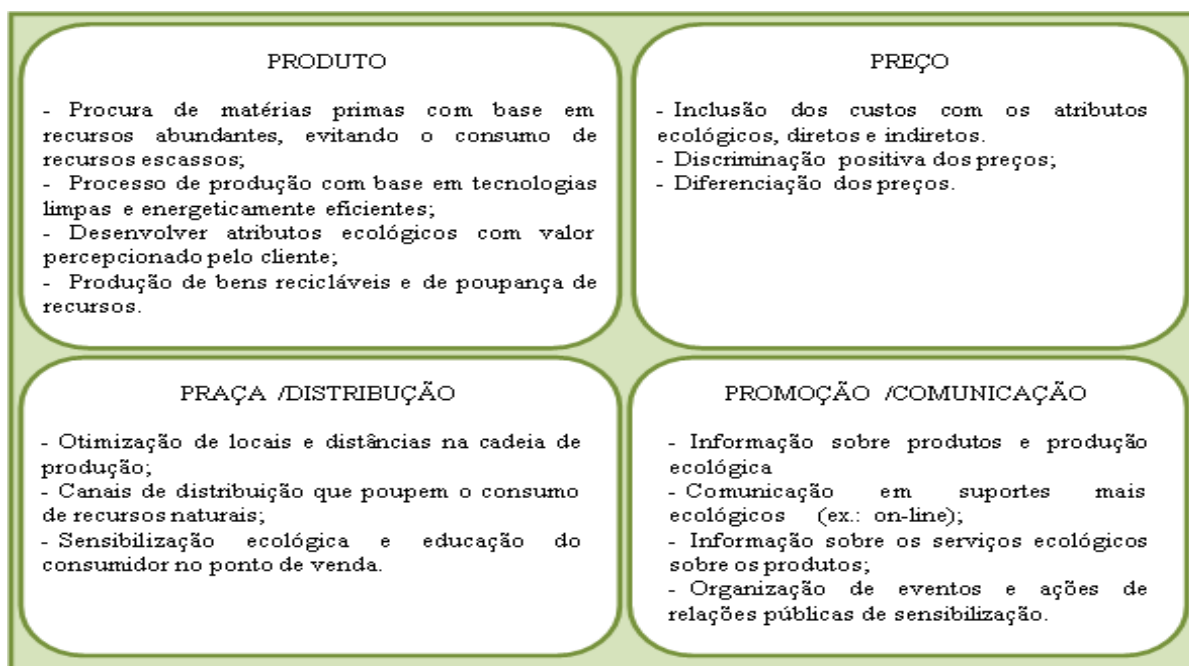 PRODUTO
- Procura de matérias primas com base em
recursos abundantes, evitando o consumo de
recursos escassos;
- Processo de produção com base em tecnologias
limpas e energeticamente eficientes;
- Desenvolver atributos ecológicos com valor
percepcionado pelo cliente;
- Produção de bens recicláveis e de poupança de
recursos.
PREÇO
- Inclusão dos custos com os atributos
ecológicos, diretos e indiretos.
- Discriminação positiva dos preços;
- Diferenciação dos preços.
PRAÇA /DISTRIBUÇÃO
- Otimização de locais e distâncias na cadeia de
produção;
- Canais de distribuição que poupem o consumo
de recursos naturais;
- Sensibilização ecológica e educação do
consumidor no ponto de venda.
PROMOÇÃO /COMUNICAÇÃO
- Informação sobre produtos e produção
ecológica
- Comunicação em suportes mais
ecológicos (ex.: on-line);
- Informação sobre os serviços ecológicos
sobre os produtos;
- Organização de eventos e ações de
relações públicas de sensibilização.